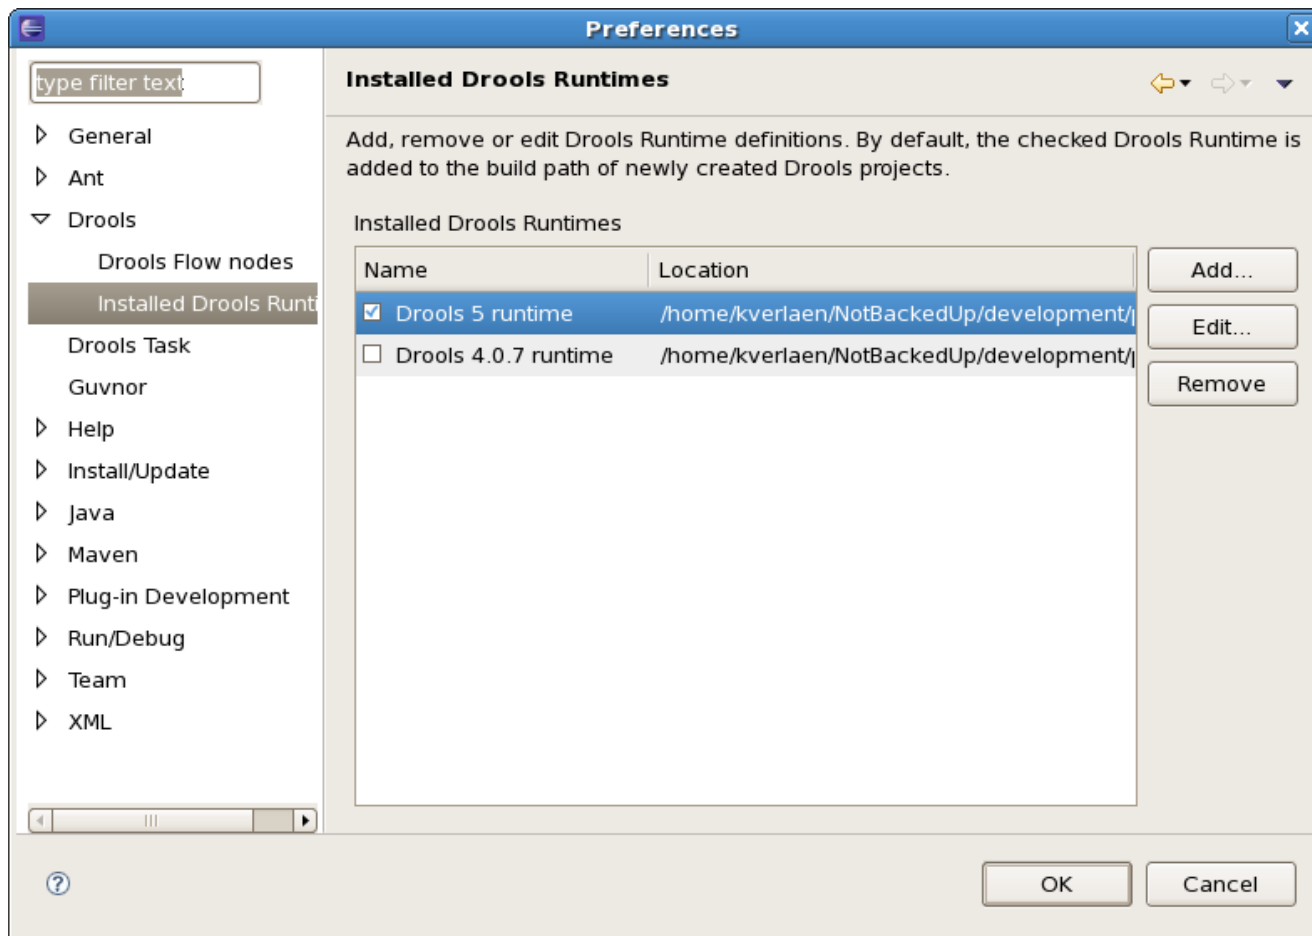 Preferences
type filter text
General
Ant
Drools
Drools Flow nodes
Installed Drools Runti
Drools Task
Guvnor
Help
Install/Update
Java
Maven
Plug-in Development
Run/Debug
Team
XML
Installed Drools Runtimes
Add, remove or edit Drools Runtime definitions. By default, the checked Drools Runtime is
added to the build path of newly created Drools projects.
Installed Drools Runtimes
Name Location
Drools 5 runtime /home/kverlaen/NotBackedUp/development/
Drools 4.0.7 runtime /home/kverlaen/NotBackedUp/development/
Add...
Edit...
Remove
OK
Cancel